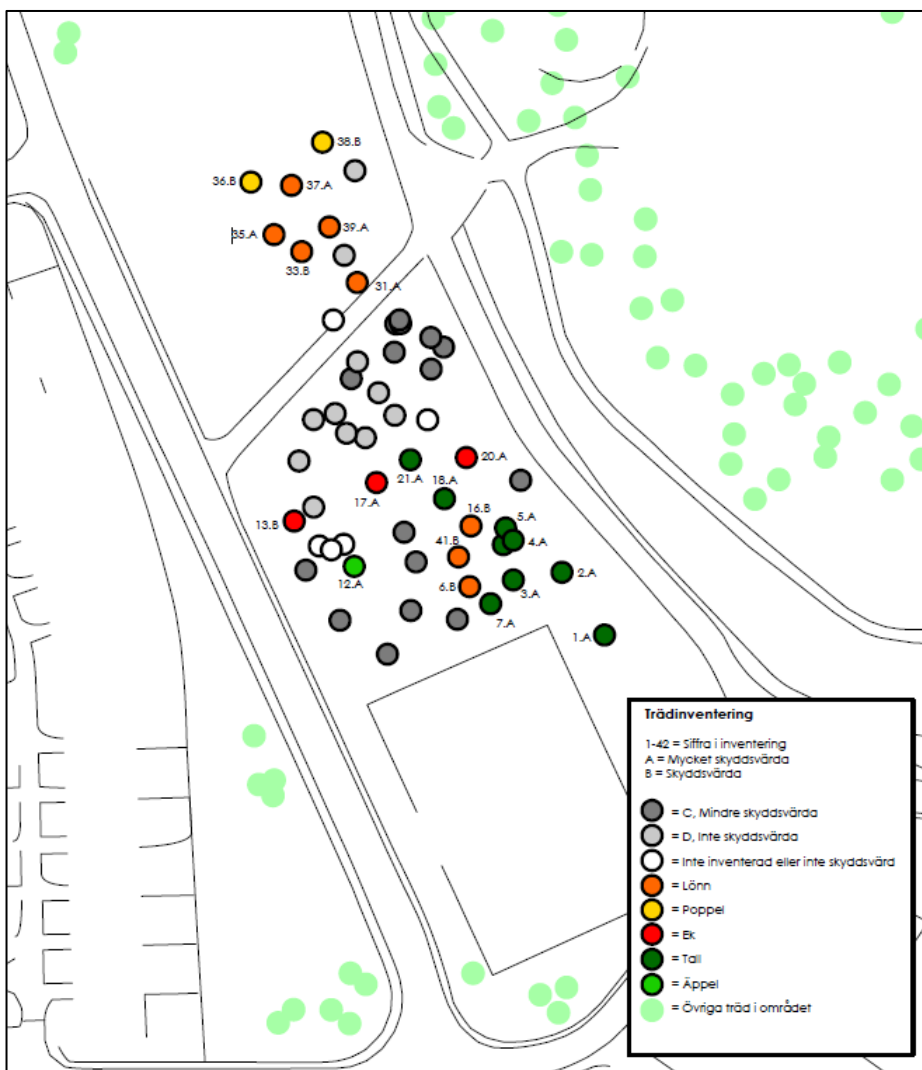 38.B
36.B
37.A
39.A
35.A
33.B
31.A
20.A
21.A
18.A
17.A
16.B
5.A
13.B
41.B
4.A
12.A
2.A
6.B
3.A
7.A
1.A
Trädinventering
1-42 = Siffra i inventering
A = Mycket skyddsvärda
B = Skyddsvärda
= C, Mindre skyddsvärda
= D, Inte skyddsvärda
= Inte inventerad eller inte skyddsvärd
= Lönn
= Poppel
= Ek
= Tall
= Äppel
= Övriga träd i området